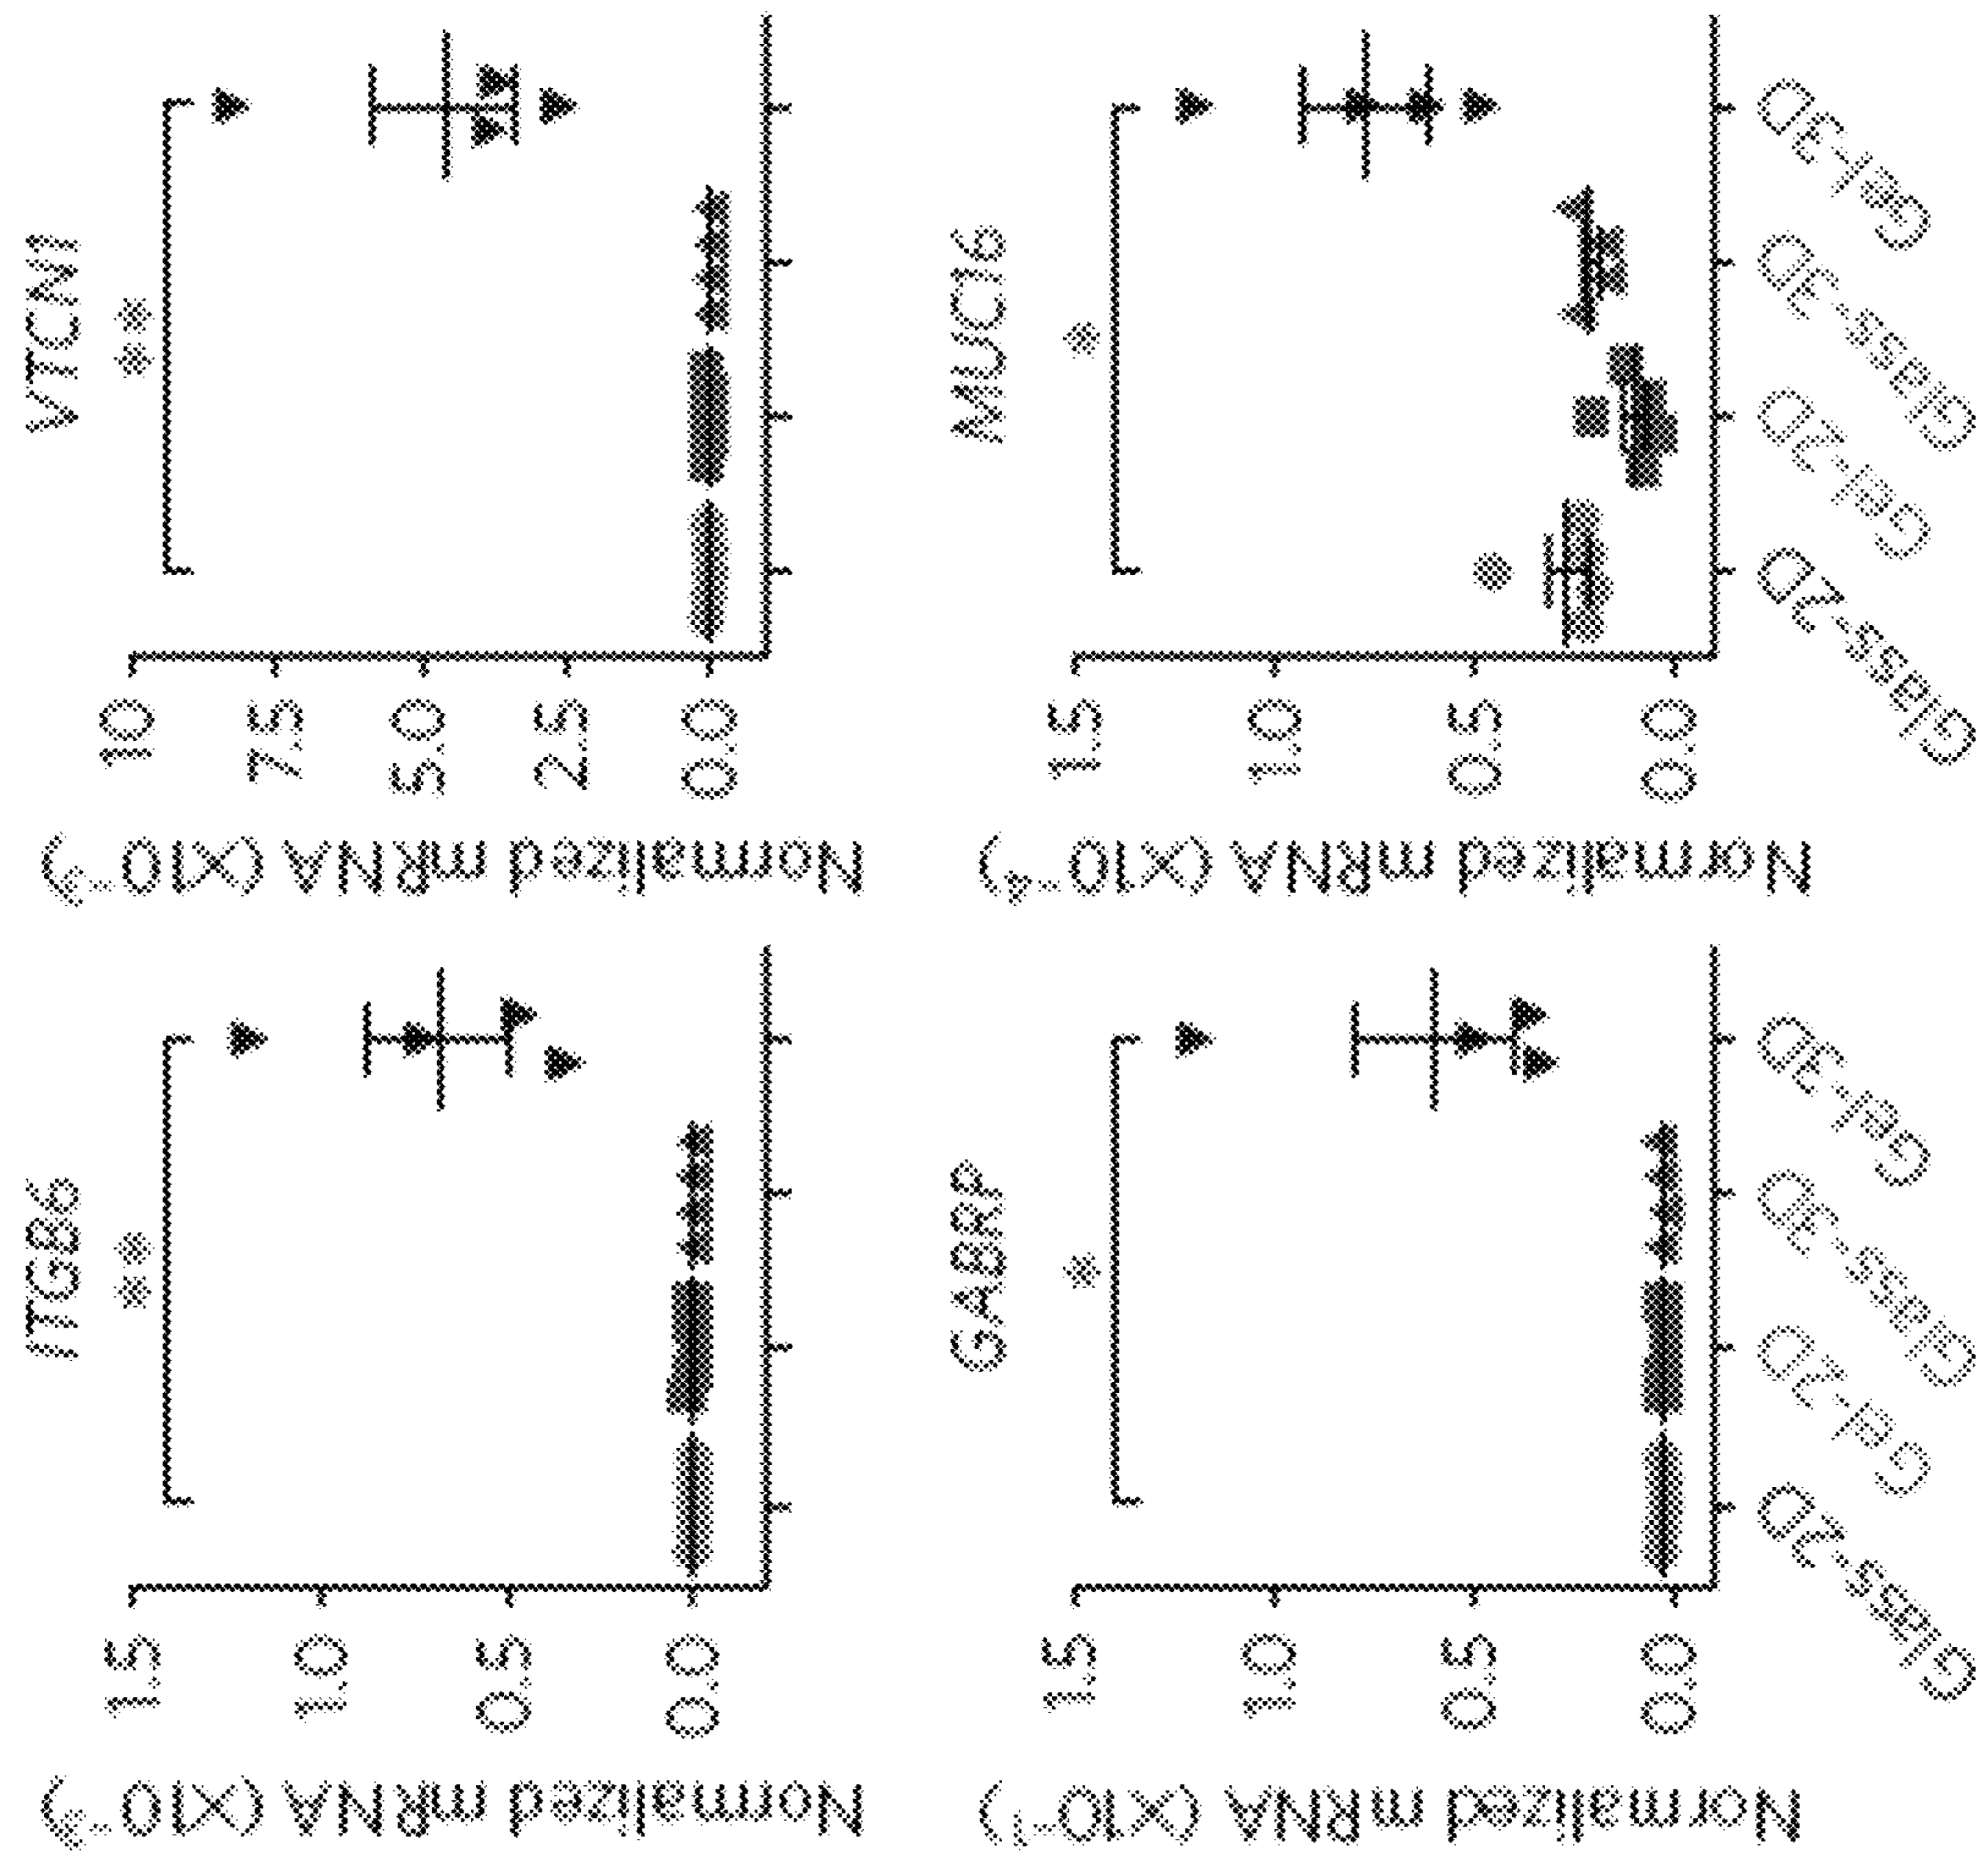 ITGB6
**
Normalized mRNA (X10⁻³)
1.5
1.0
0.5
0.0
VTCN1
**
Normalized mRNA (X10⁻³)
10
7.5
5.0
2.5
0.0
GABRP
*
Normalized mRNA (X10⁻¹)
1.5
1.0
0.5
0.0
Glass-2D
Gel-2D
Glass-3D
Gel-3D
MUC16
*
Normalized mRNA (X10⁻⁴)
1.5
1.0
0.5
0.0
Glass-2D
Gel-2D
Glass-3D
Gel-3D